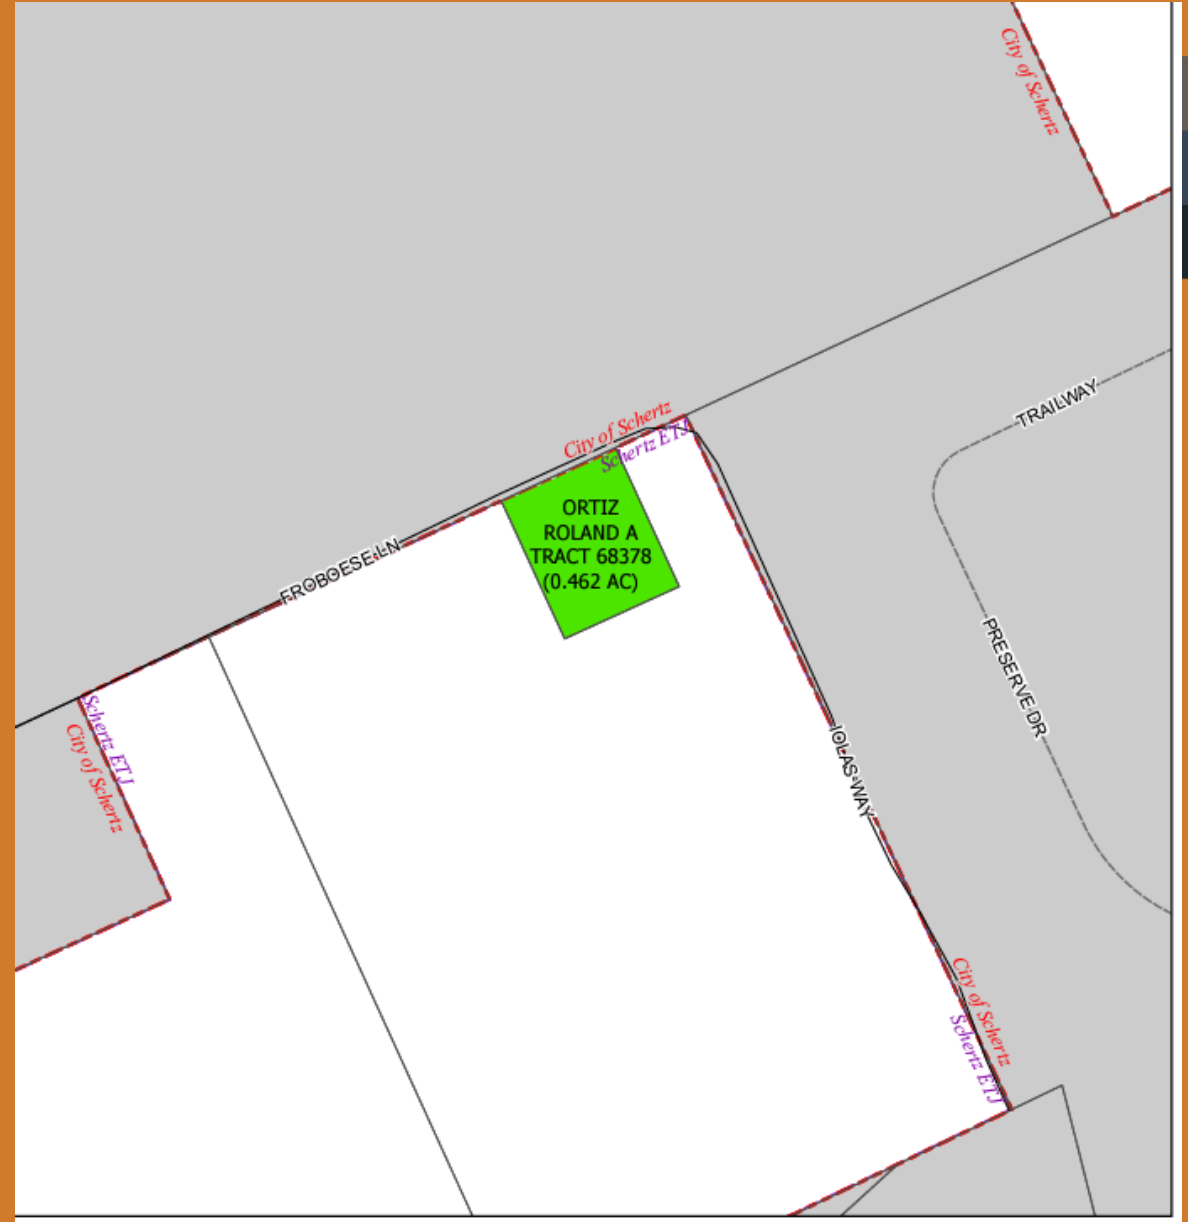 City of Schertz
TRAILWAY
City of Schertz
Schertz ETJ
ORTIZ
ROLAND A
TRACT 68378
(0.462 AC)
FROBOESE LN
PRESERVE DR
Schertz ETJ
City of Schertz
IOLAS WAY
City of Schertz
Schertz ETJ